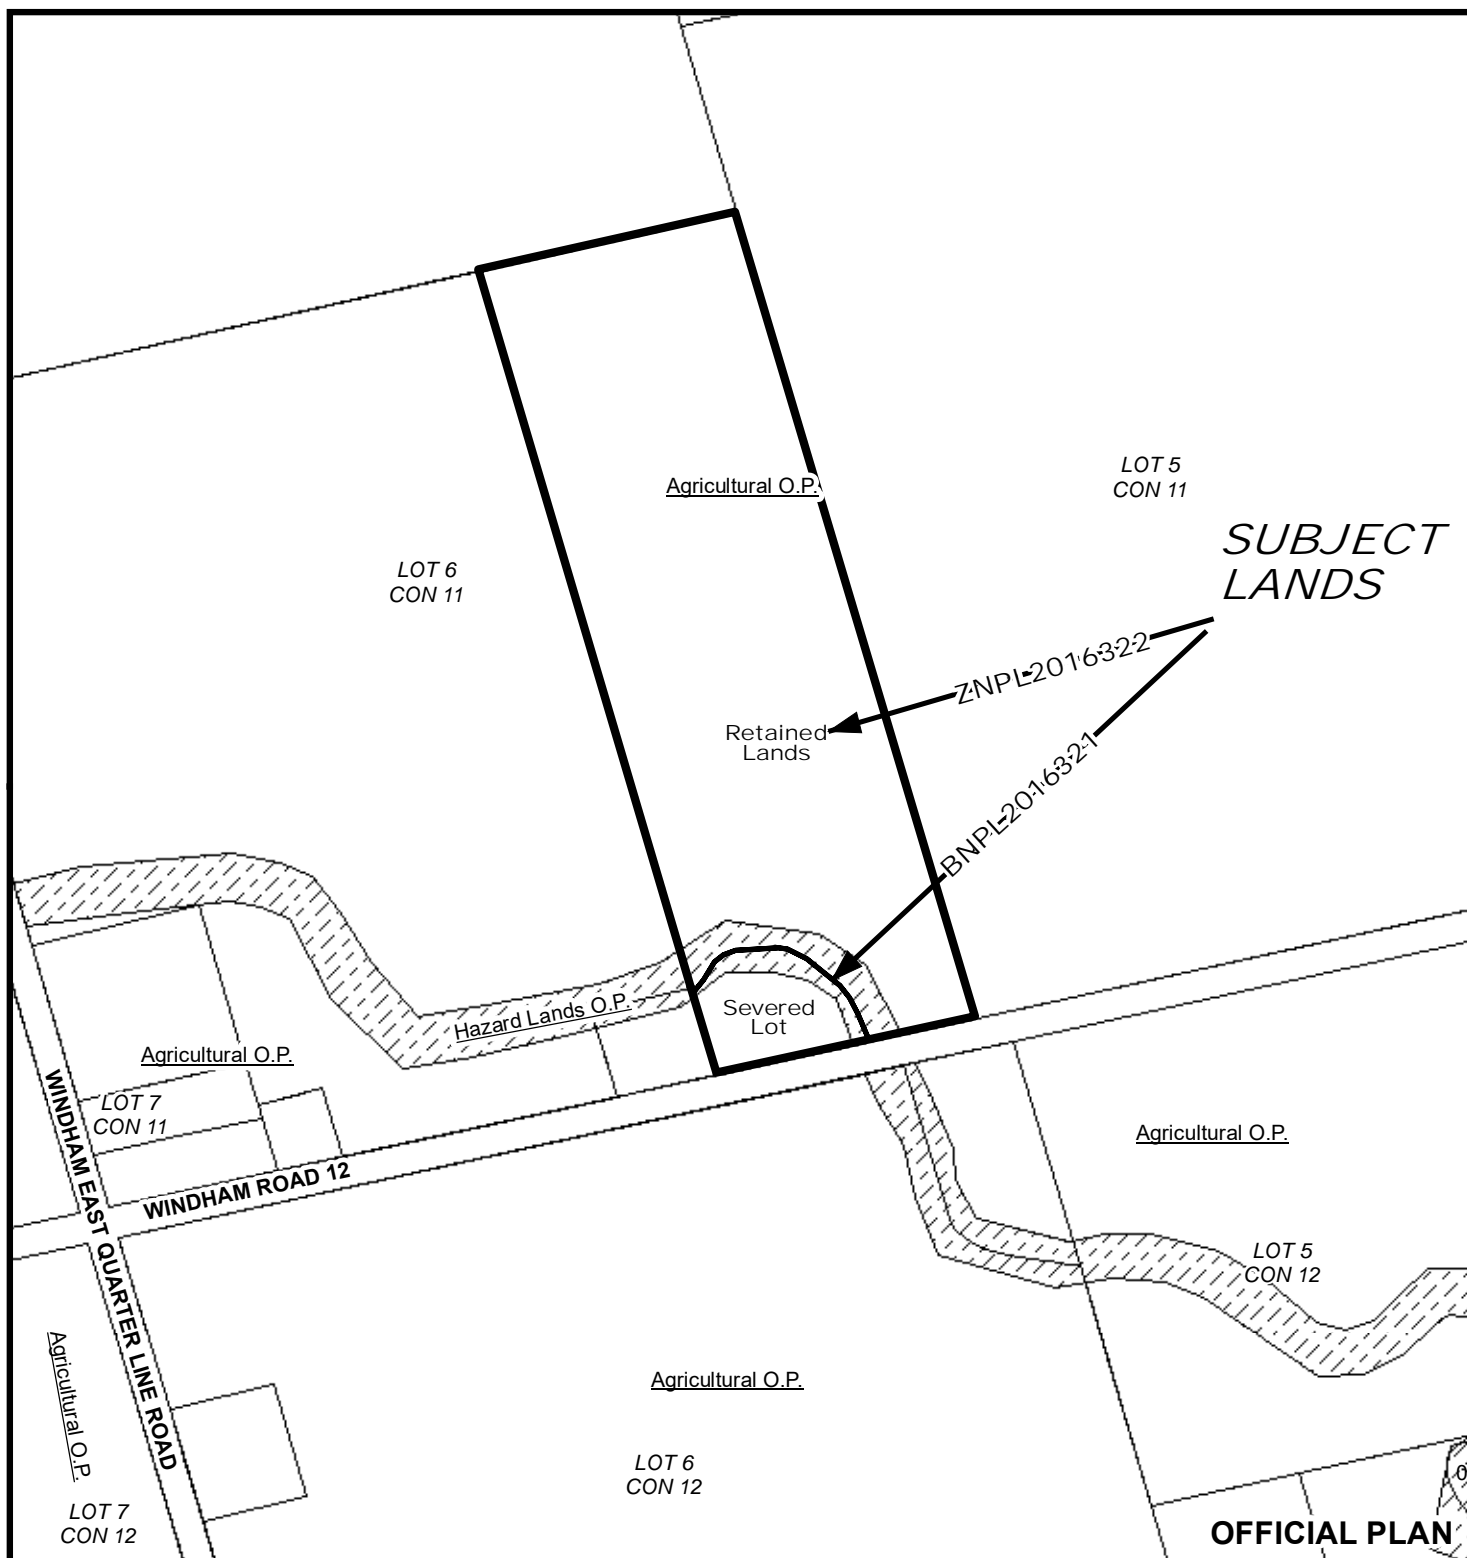 Agricultural O.P.
LOT 5
CON 11
SUBJECT
LANDS
LOT 6
CON 11
ZNPL2016322
Retained
Lands
BNPL2016321
Severed
Lot
Hazard Lands O.P.
Agricultural O.P.
LOT 7
CON 11
WINDHAM EAST QUARTER LINE ROAD
WINDHAM ROAD 12
Agricultural O.P.
LOT 5
CON 12
Agricultural O.P.
Agricultural O.P.
LOT 6
CON 12
LOT 7
CON 12
OFFICIAL PLAN